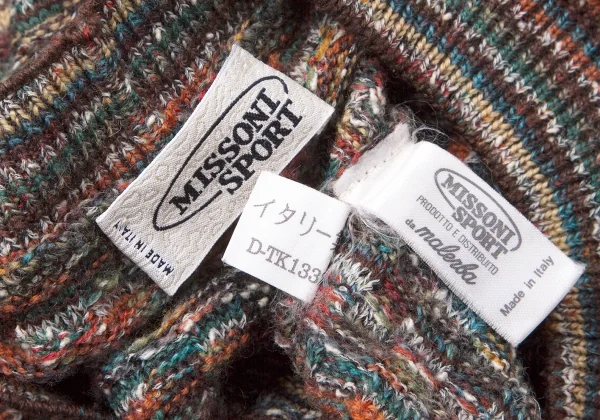 MISSONI
SPORT
MADE IN ITALY
イタリー
D-TK133
MISSONI
SPORT
PRODOTTO E DISTRIBUITO
da malerba
Made in Italy